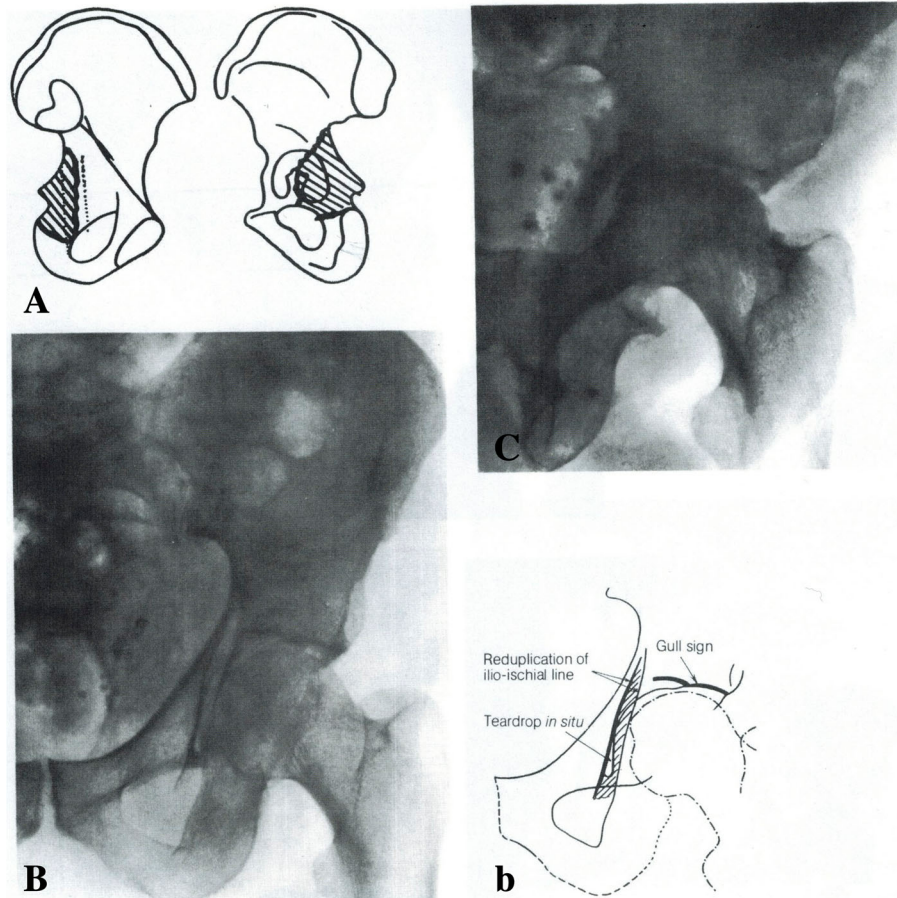 A
C
B
Reduplication of
ilio-ischial line
Gull sign
Teardrop in situ
b